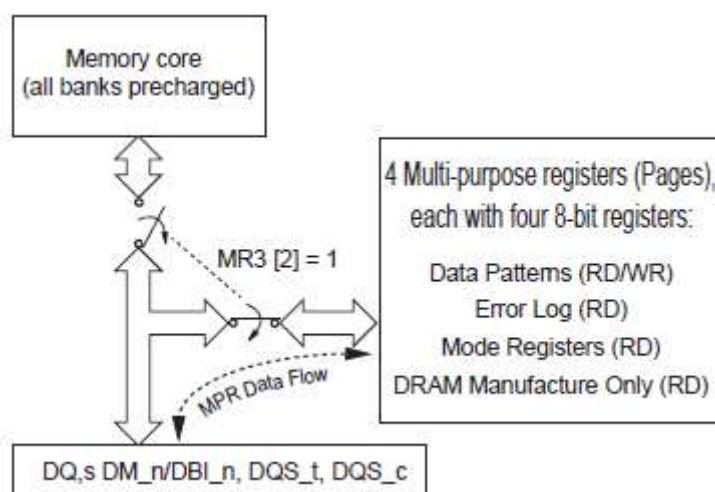 Memory core
(all banks precharged)
4 Multi-purpose registers (Pages),
each with four 8-bit registers:
Data Patterns (RD/WR)
Error Log (RD)
Mode Registers (RD)
DRAM Manufacture Only (RD)
MR3 [2] = 1
MPR Data Flow
DQ,s DM_n/DBI_n, DQS_t, DQS_c